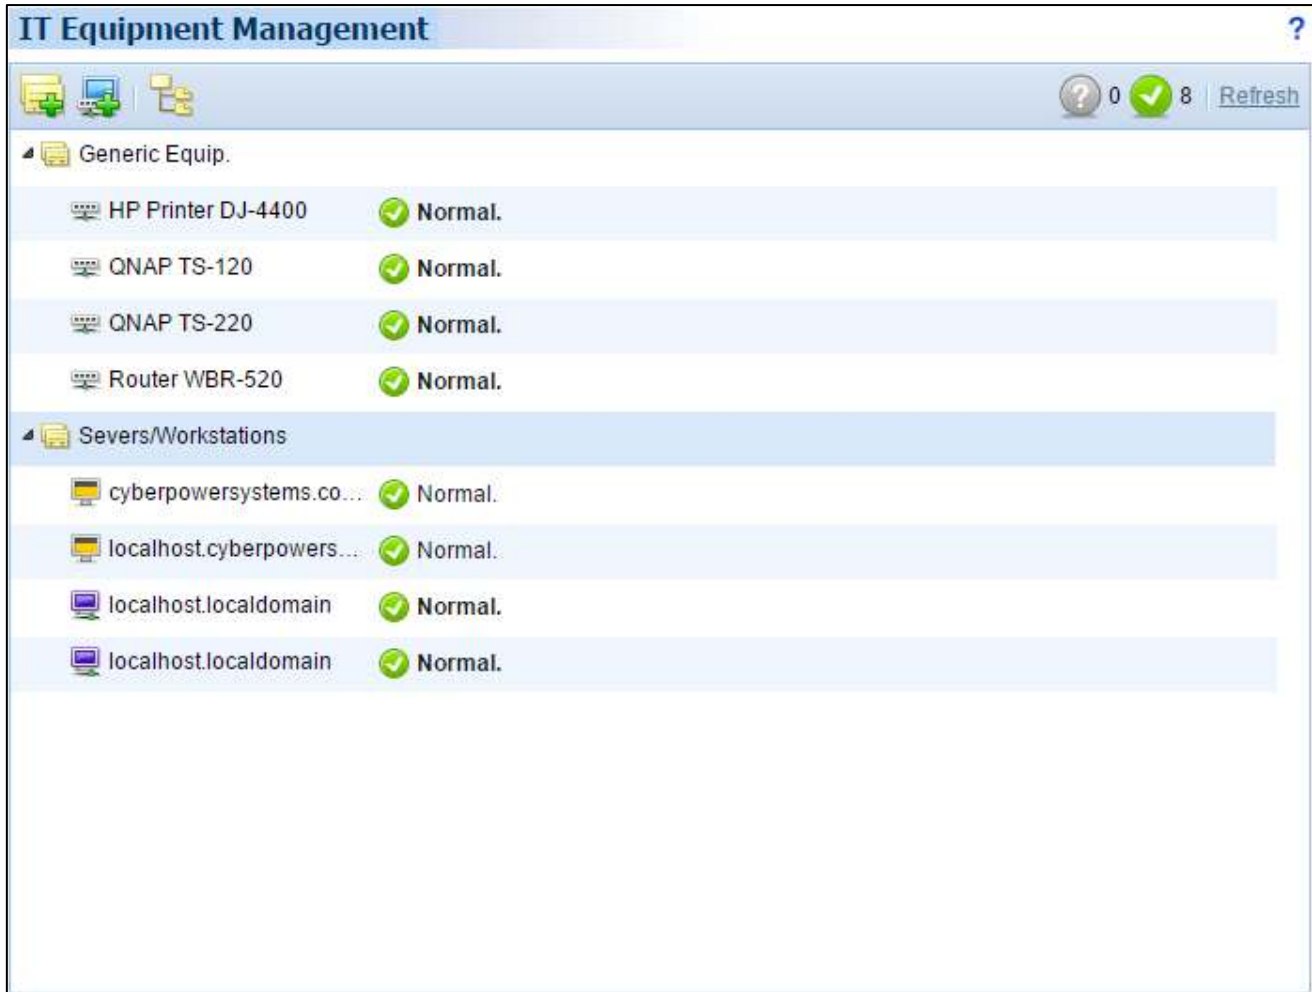 IT Equipment Management ?
? 0 8 Refresh
Generic Equip.
HP Printer DJ-4400 Normal.
QNAP TS-120 Normal.
QNAP TS-220 Normal.
Router WBR-520 Normal.
Severs/Workstations
cyberpowersystems.co... Normal.
localhost.cyberpowers... Normal.
localhost.localdomain Normal.
localhost.localdomain Normal.